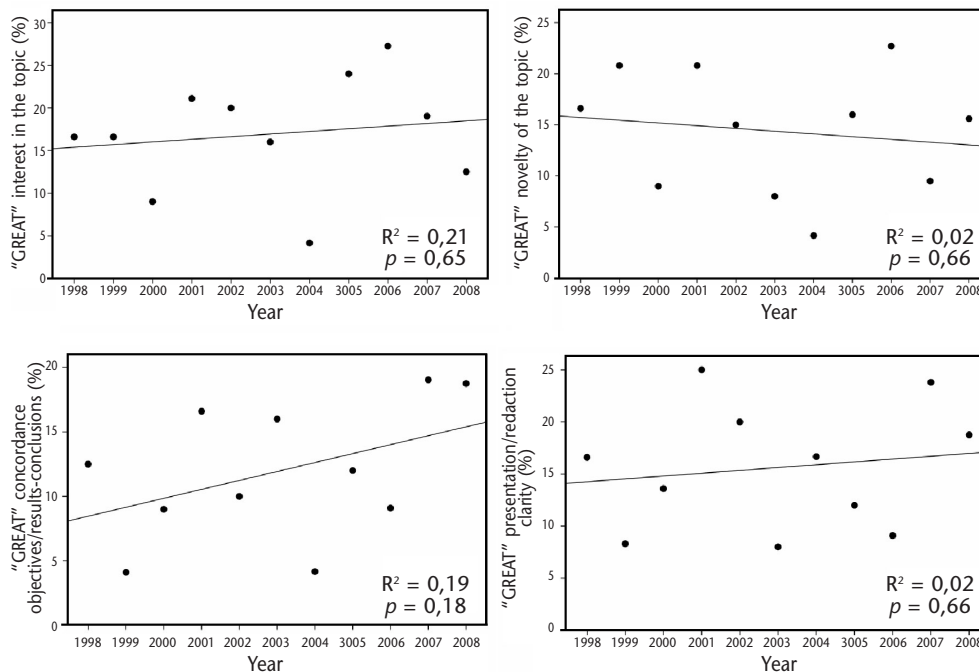 "GREAT" interest in the topic (%)
30
25
20
15
10
5
0
R² = 0,21
p = 0,65
1998 1999 2000 2001 2002 2003 2004 3005 2006 2007 2008
Year
"GREAT" novelty of the topic (%)
25
20
15
10
5
0
R² = 0,02
p = 0,66
1998 1999 2000 2001 2002 2003 2004 3005 2006 2007 2008
Year
"GREAT" concordance
objectives/results-conclusions (%)
20
15
10
5
0
R² = 0,19
p = 0,18
1998 1999 2000 2001 2002 2003 2004 3005 2006 2007 2008
Year
"GREAT" presentation/redaction
clarity (%)
25
20
15
10
5
0
R² = 0,02
p = 0,66
1998 1999 2000 2001 2002 2003 2004 3005 2006 2007 2008
Year